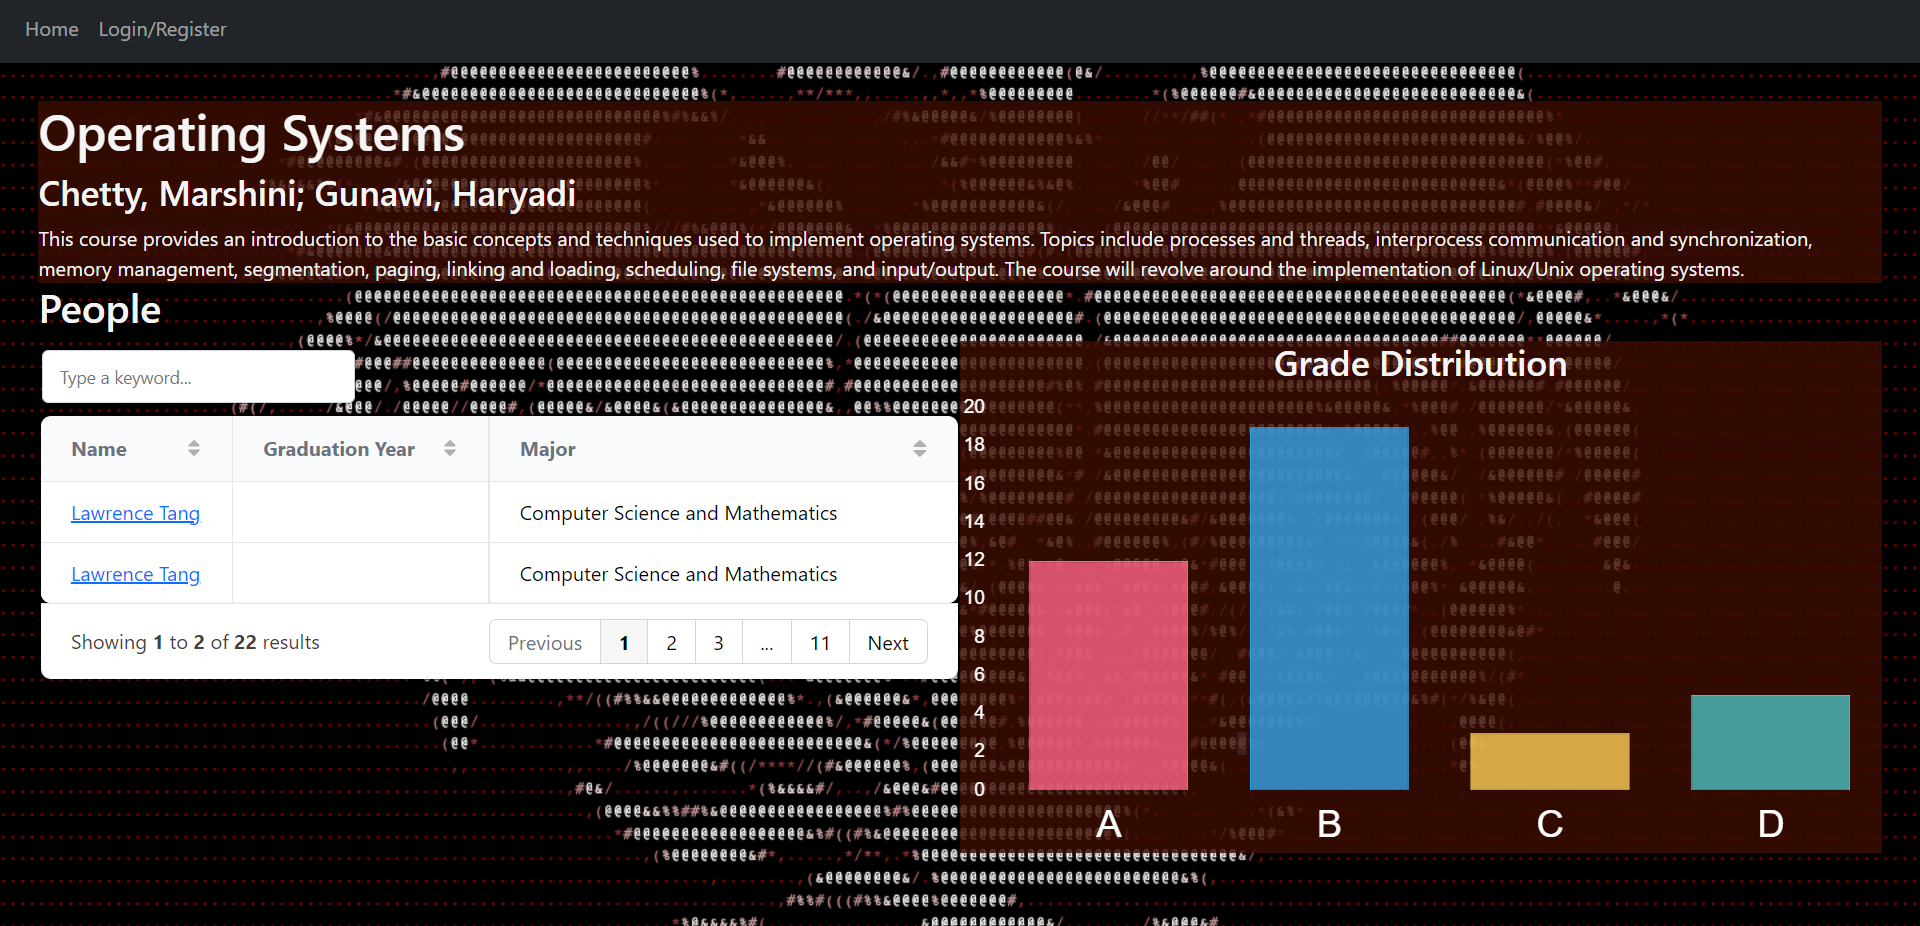 Home Login/Register
Operating Systems
Chetty, Marshini; Gunawi, Haryadi
This course provides an introduction to the basic concepts and techniques used to implement operating systems. Topics include processes and threads, interprocess communication and synchronization,
memory management, segmentation, paging, linking and loading, scheduling, file systems, and input/output. The course will revolve around the implementation of Linux/Unix operating systems.
People
Type a keyword...
Name Graduation Year Major
Lawrence Tang Computer Science and Mathematics
Lawrence Tang Computer Science and Mathematics
Showing 1 to 2 of 22 results
Previous 1 2 3 ... 11 Next
Grade Distribution
20
18
16
14
12
10
8
6
4
2
0
A B C D